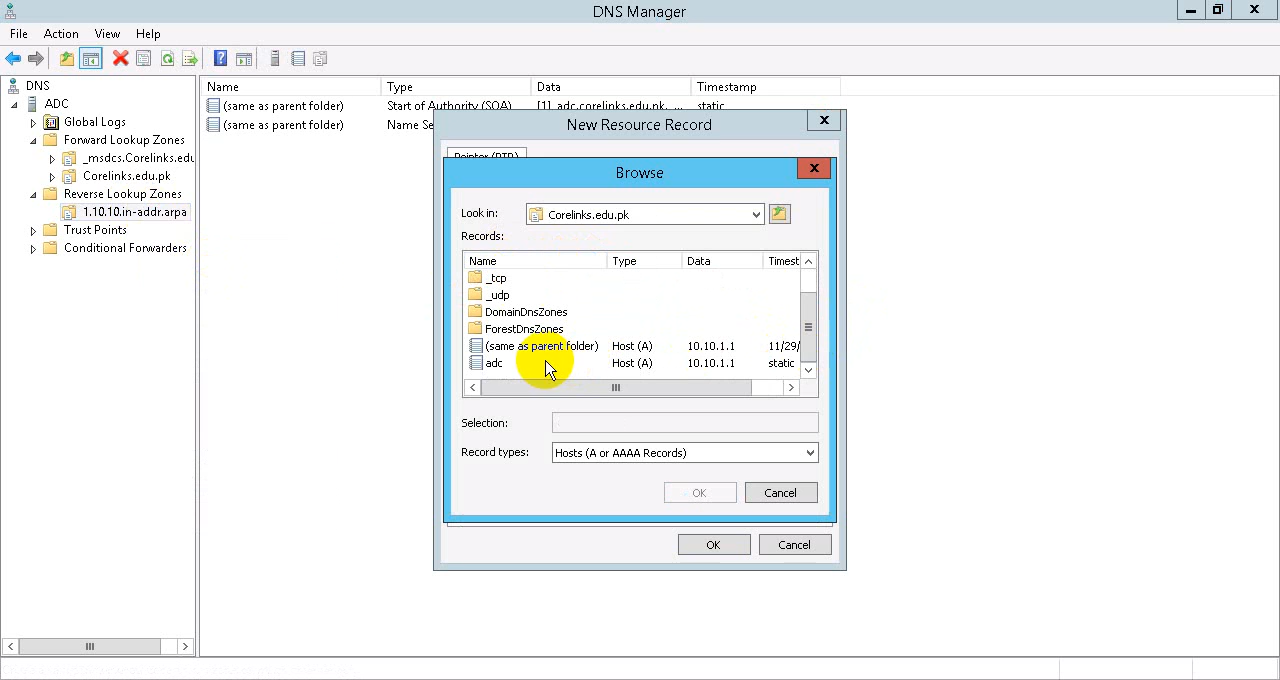 DNS Manager
File Action View Help
DNS
ADC
Global Logs
Forward Lookup Zones
_msdcs.Corelinks.edu
Corelinks.edu.pk
Reverse Lookup Zones
1.10.10.in-addr.arpa
Trust Points
Conditional Forwarders
Name Type Data Timestamp
(same as parent folder) Start of Authority (SOA) [1], adc.corelinks.edu.pk, ... static
(same as parent folder) Name Se
New Resource Record
Pointer (PTR)
Browse
Look in: Corelinks.edu.pk
Records:
Name Type Data Timest
_tcp
_udp
DomainDnsZones
ForestDnsZones
(same as parent folder) Host (A) 10.10.1.1 11/29/
adc Host (A) 10.10.1.1 static
Selection:
Record types: Hosts (A or AAAA Records)
OK Cancel
OK Cancel